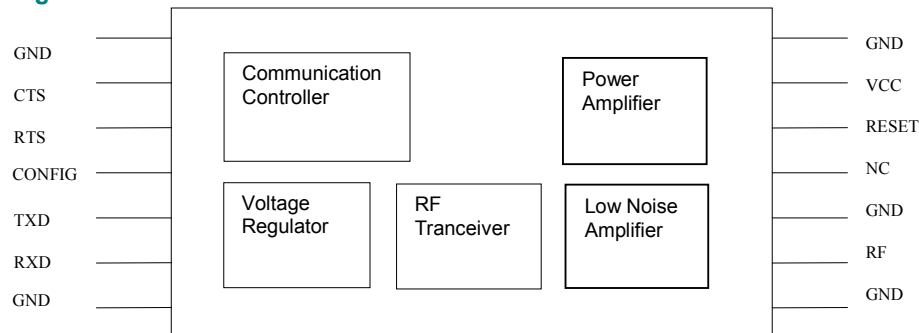 GND
CTS
RTS
CONFIG
TXD
RXD
GND
Communication
Controller
Power
Amplifier
Voltage
Regulator
RF
Tranceiver
Low Noise
Amplifier
GND
VCC
RESET
NC
GND
RF
GND